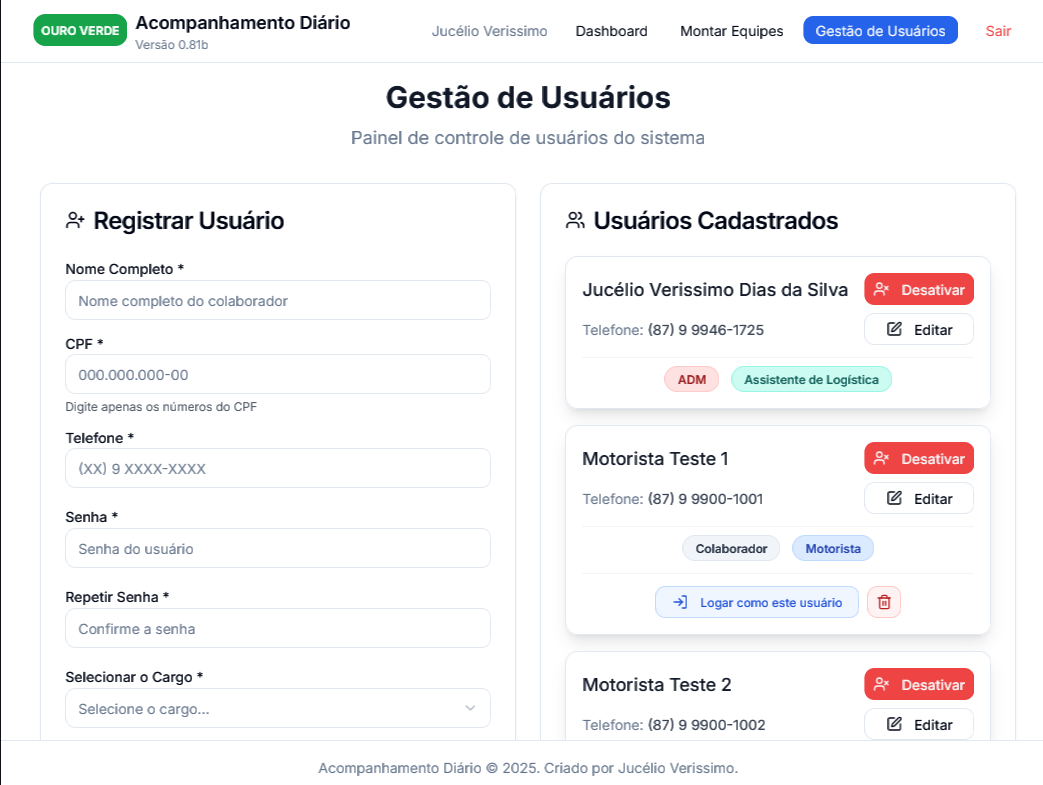 OURO VERDE
Acompanhamento Diário
Versão 0.81b
Jucélio Verissimo
Dashboard
Montar Equipes
Gestão de Usuários
Sair
Gestão de Usuários
Painel de controle de usuários do sistema
Registrar Usuário
Nome Completo *
Nome completo do colaborador
CPF *
000.000.000-00
Digite apenas os números do CPF
Telefone *
(XX) 9 XXXX-XXXX
Senha *
Senha do usuário
Repetir Senha *
Confirme a senha
Selecionar o Cargo *
Selecione o cargo...
Usuários Cadastrados
Jucélio Verissimo Dias da Silva
Desativar
Telefone: (87) 9 9946-1725
Editar
ADM
Assistente de Logística
Motorista Teste 1
Desativar
Telefone: (87) 9 9900-1001
Editar
Colaborador
Motorista
Logar como este usuário
Motorista Teste 2
Desativar
Telefone: (87) 9 9900-1002
Editar
Acompanhamento Diário © 2025. Criado por Jucélio Verissimo.